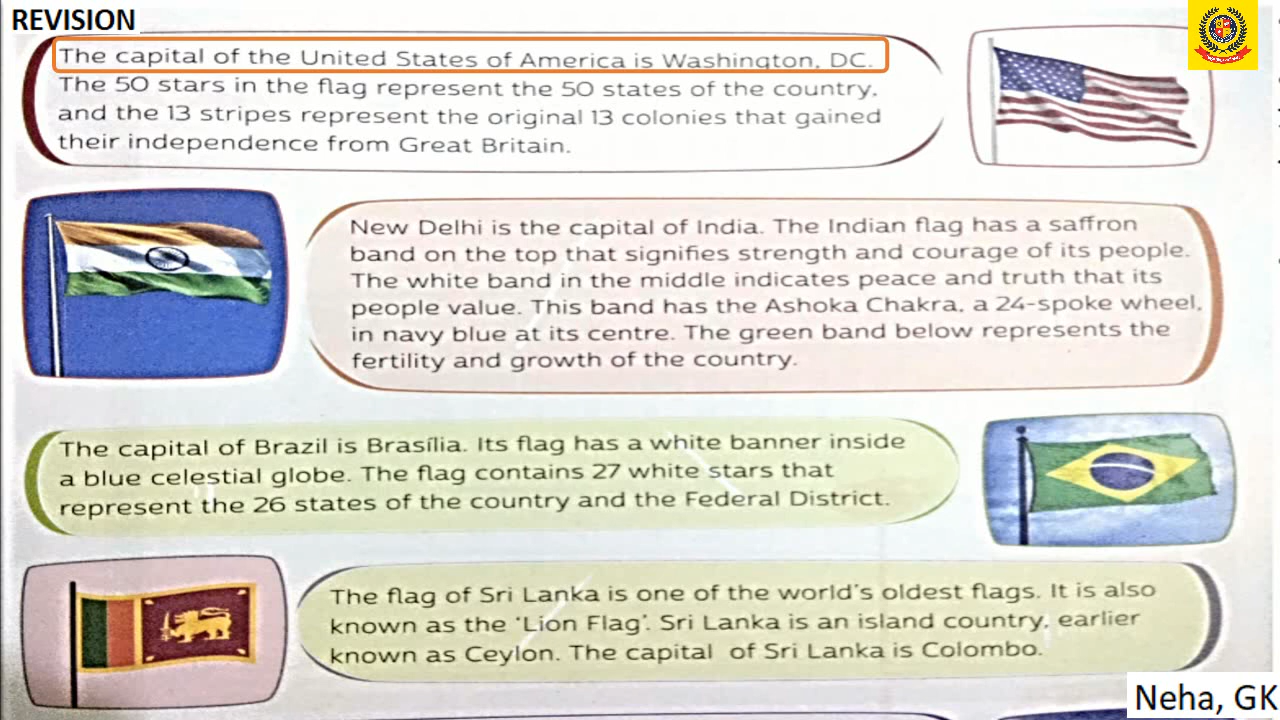 REVISION
The capital of the United States of America is Washington, DC.
The 50 stars in the flag represent the 50 states of the country,
and the 13 stripes represent the original 13 colonies that gained
their independence from Great Britain.
New Delhi is the capital of India. The Indian flag has a saffron
band on the top that signifies strength and courage of its people.
The white band in the middle indicates peace and truth that its
people value. This band has the Ashoka Chakra, a 24-spoke wheel,
in navy blue at its centre. The green band below represents the
fertility and growth of the country.
The capital of Brazil is Brasília. Its flag has a white banner inside
a blue celestial globe. The flag contains 27 white stars that
represent the 26 states of the country and the Federal District.
The flag of Sri Lanka is one of the world's oldest flags. It is also
known as the 'Lion Flag'. Sri Lanka is an island country, earlier
known as Ceylon. The capital of Sri Lanka is Colombo.
Neha, GK